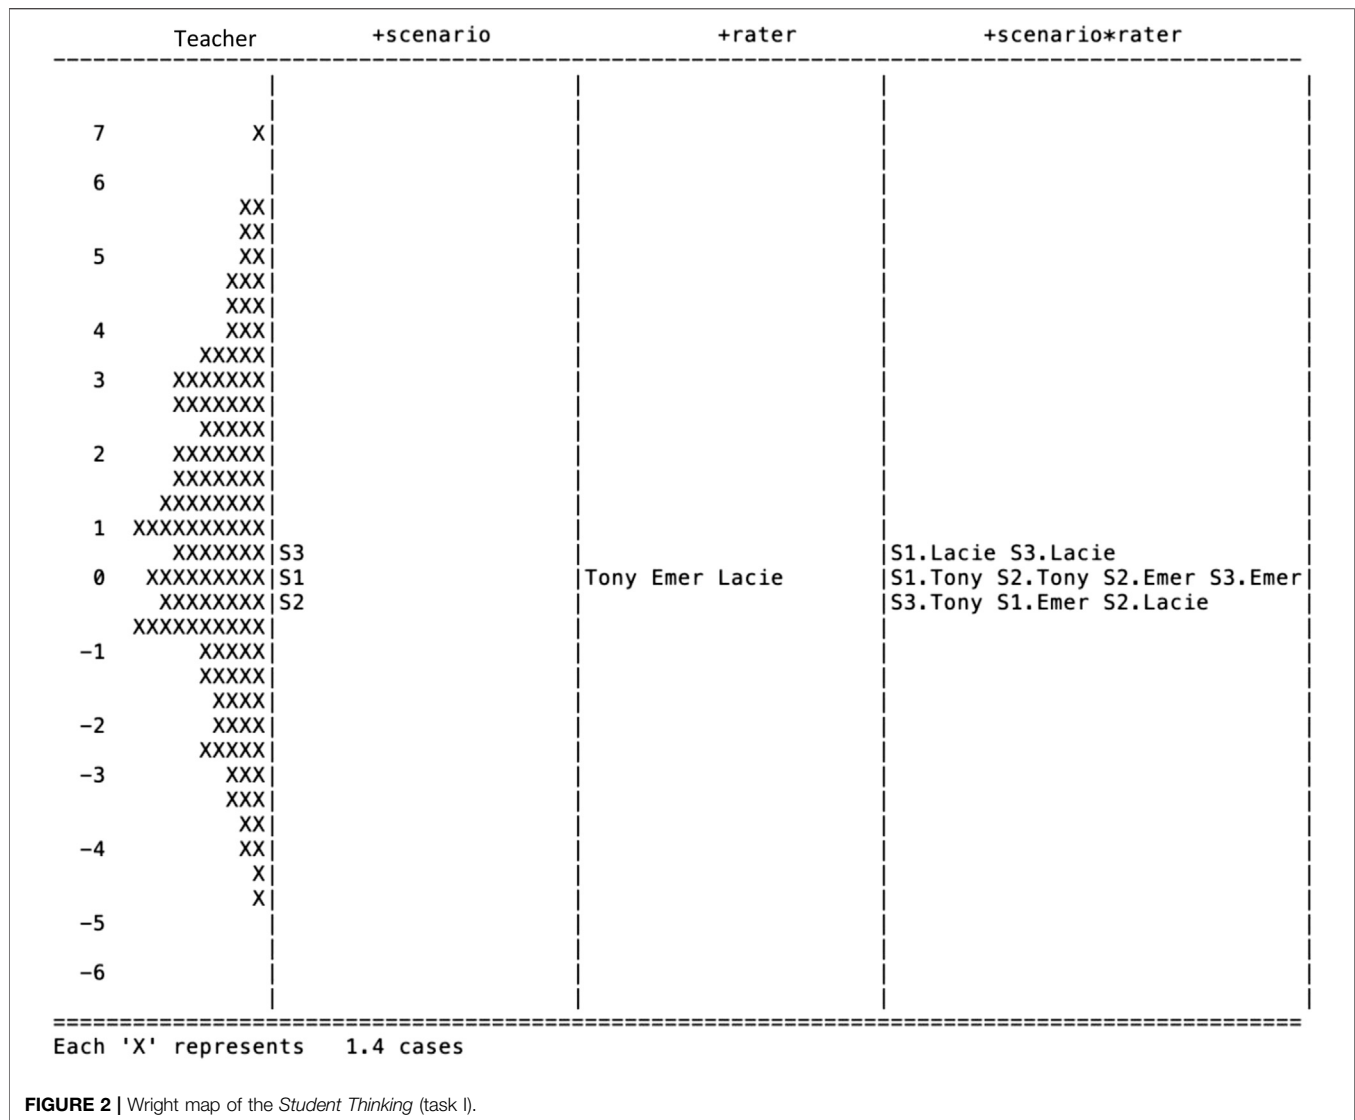 Teacher +scenario +rater +scenario*rater
--------------------------------------------------------------------------------------------
| | | |
| | | |
7 X| | | |
| | | |
6 | | | |
XX| | | |
XX| | | |
5 XX| | | |
XXX| | | |
XXX| | | |
4 XXX| | | |
XXXXX| | | |
3 XXXXXXX| | | |
XXXXXXX| | | |
XXXXX| | | |
2 XXXXXXX| | | |
XXXXXXX| | | |
XXXXXXXX| | | |
1 XXXXXXXXXX| | | |
XXXXXXX|S3 | |S1.Lacie S3.Lacie |
0 XXXXXXXXX|S1 |Tony Emer Lacie |S1.Tony S2.Tony S2.Emer S3.Emer|
XXXXXXXX|S2 | |S3.Tony S1.Emer S2.Lacie |
XXXXXXXXXX| | | |
-1 XXXXX| | | |
XXXXX| | | |
XXXX| | | |
-2 XXXX| | | |
XXXXX| | | |
-3 XXX| | | |
XXX| | | |
XX| | | |
-4 XX| | | |
X| | | |
X| | | |
-5 | | | |
| | | |
-6 | | | |
| | | |
============================================================================================
Each 'X' represents 1.4 cases
FIGURE 2 | Wright map of the Student Thinking (task I).